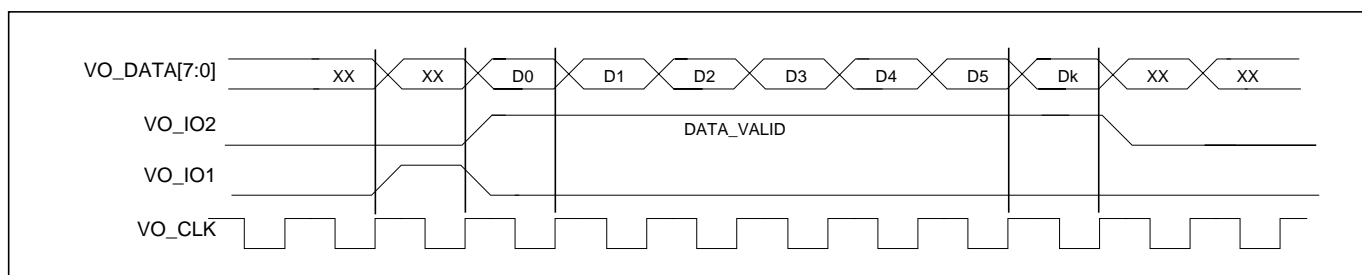 VO_DATA[7:0] XX XX D0 D1 D2 D3 D4 D5 Dk XX XX
VO_IO2 DATA_VALID
VO_IO1
VO_CLK